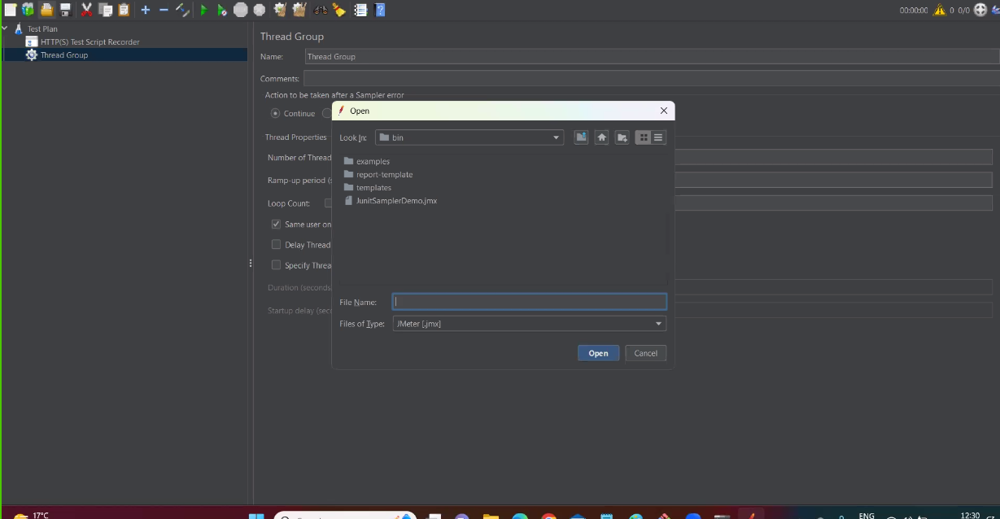 00:00:00 0 0/0
Test Plan
HTTP(S) Test Script Recorder
Thread Group
Thread Group
Name: Thread Group
Comments:
Action to be taken after a Sampler error
Continue
Open
Thread Properties
Look In: bin
Number of Thread
examples
report-template
Ramp-up period (s
templates
Loop Count:
JunitSamplerDemo.jmx
Same user on
Delay Thread
Specify Threa
Duration (seconds
File Name:
Startup delay (sec
Files of Type: JMeter [.jmx]
Open Cancel
17°C
ENG
12:30